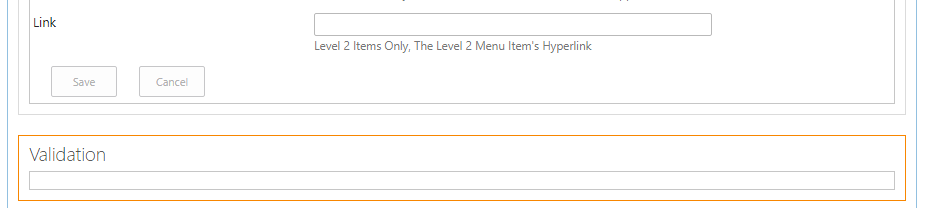 Link
Level 2 Items Only, The Level 2 Menu Item's Hyperlink
Save
Cancel
Validation